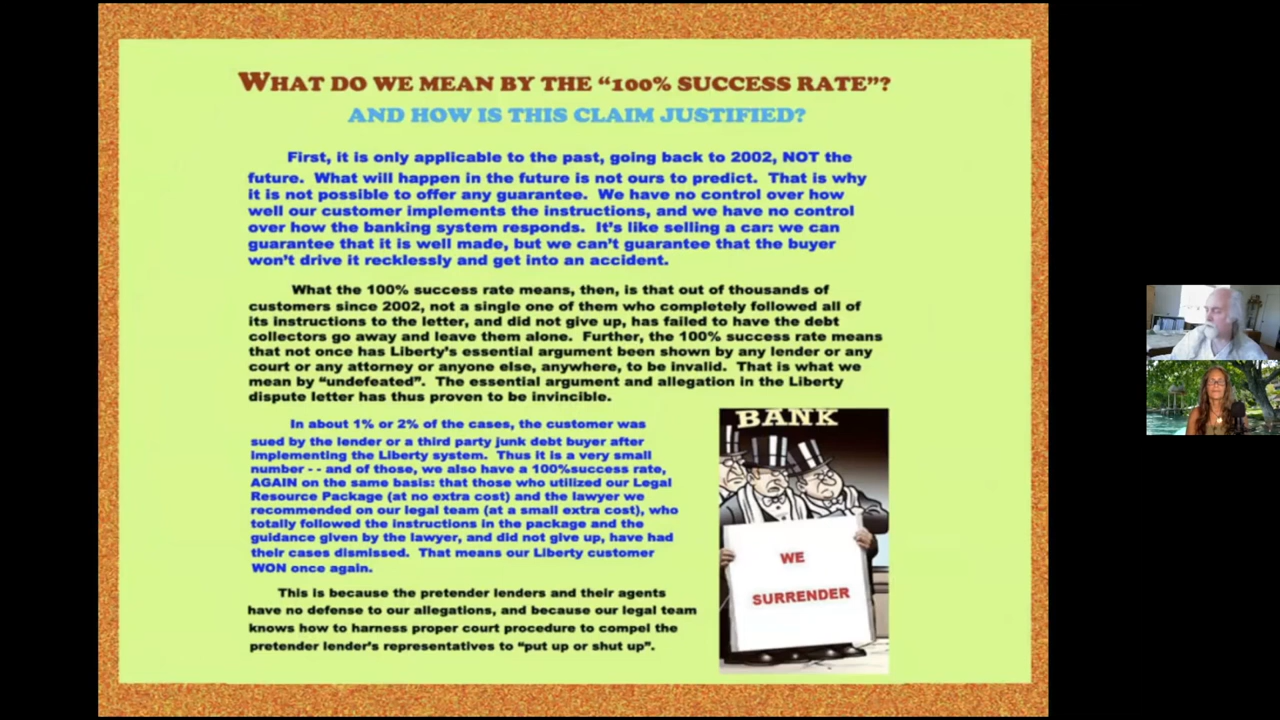 WHAT DO WE MEAN BY THE “100% SUCCESS RATE”?
AND HOW IS THIS CLAIM JUSTIFIED?
First, it is only applicable to the past, going back to 2002, NOT the
future. What will happen in the future is not ours to predict. That is why
it is not possible to offer any guarantee. We have no control over how
well our customer implements the instructions, and we have no control
over how the banking system responds. It’s like selling a car: we can
guarantee that it is well made, but we can’t guarantee that the buyer
won’t drive it recklessly and get into an accident.
What the 100% success rate means, then, is that out of thousands of
customers since 2002, not a single one of them who completely followed all of
its instructions to the letter, and did not give up, has failed to have the debt
collectors go away and leave them alone. Further, the 100% success rate means
that not once has Liberty’s essential argument been shown by any lender or any
court or any attorney or anyone else, anywhere, to be invalid. That is what we
mean by “undefeated”. The essential argument and allegation in the Liberty
dispute letter has thus proven to be invincible.
In about 1% or 2% of the cases, the customer was
sued by the lender or a third party junk debt buyer after
implementing the Liberty system. Thus it is a very small
number - - and of those, we also have a 100%success rate,
AGAIN on the same basis: that those who utilized our Legal
Resource Package (at no extra cost) and the lawyer we
recommended on our legal team (at a small extra cost), who
totally followed the instructions in the package and the
guidance given by the lawyer, and did not give up, have had
their cases dismissed. That means our Liberty customer
WON once again.
This is because the pretender lenders and their agents
have no defense to our allegations, and because our legal team
knows how to harness proper court procedure to compel the
pretender lender’s representatives to “put up or shut up”.
BANK
WE
SURRENDER